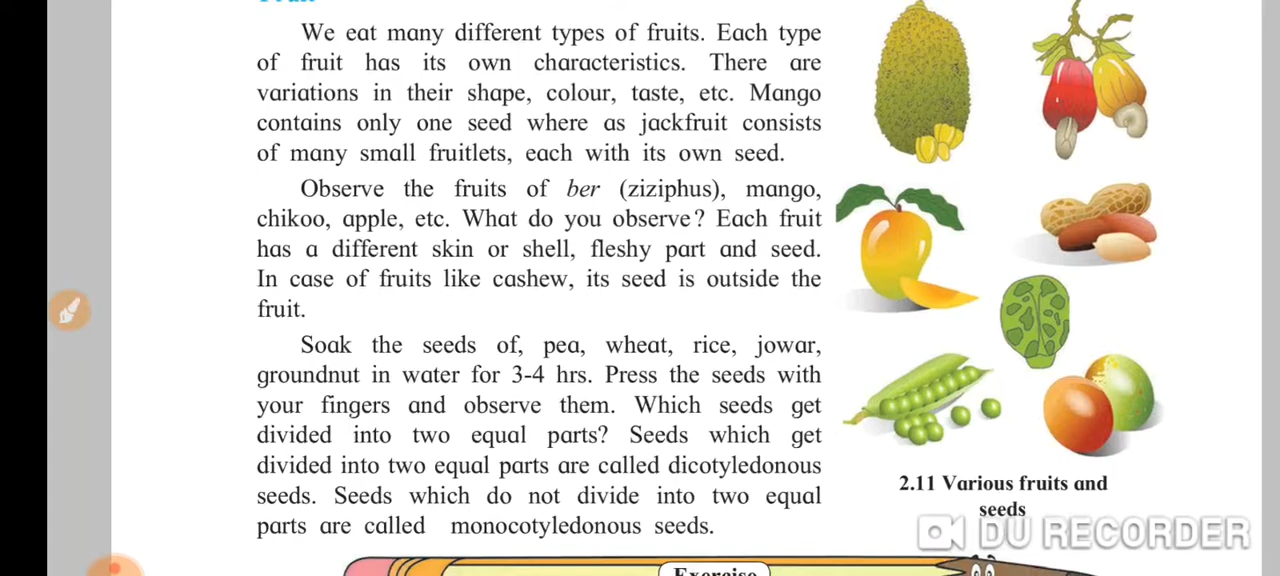 Fruit
We eat many different types of fruits. Each type
of fruit has its own characteristics. There are
variations in their shape, colour, taste, etc. Mango
contains only one seed where as jackfruit consists
of many small fruitlets, each with its own seed.
Observe the fruits of ber (ziziphus), mango,
chikoo, apple, etc. What do you observe? Each fruit
has a different skin or shell, fleshy part and seed.
In case of fruits like cashew, its seed is outside the
fruit.
Soak the seeds of, pea, wheat, rice, jowar,
groundnut in water for 3-4 hrs. Press the seeds with
your fingers and observe them. Which seeds get
divided into two equal parts? Seeds which get
divided into two equal parts are called dicotyledonous
seeds. Seeds which do not divide into two equal
parts are called monocotyledonous seeds.
2.11 Various fruits and
seeds
DU RECORDER
Exercise